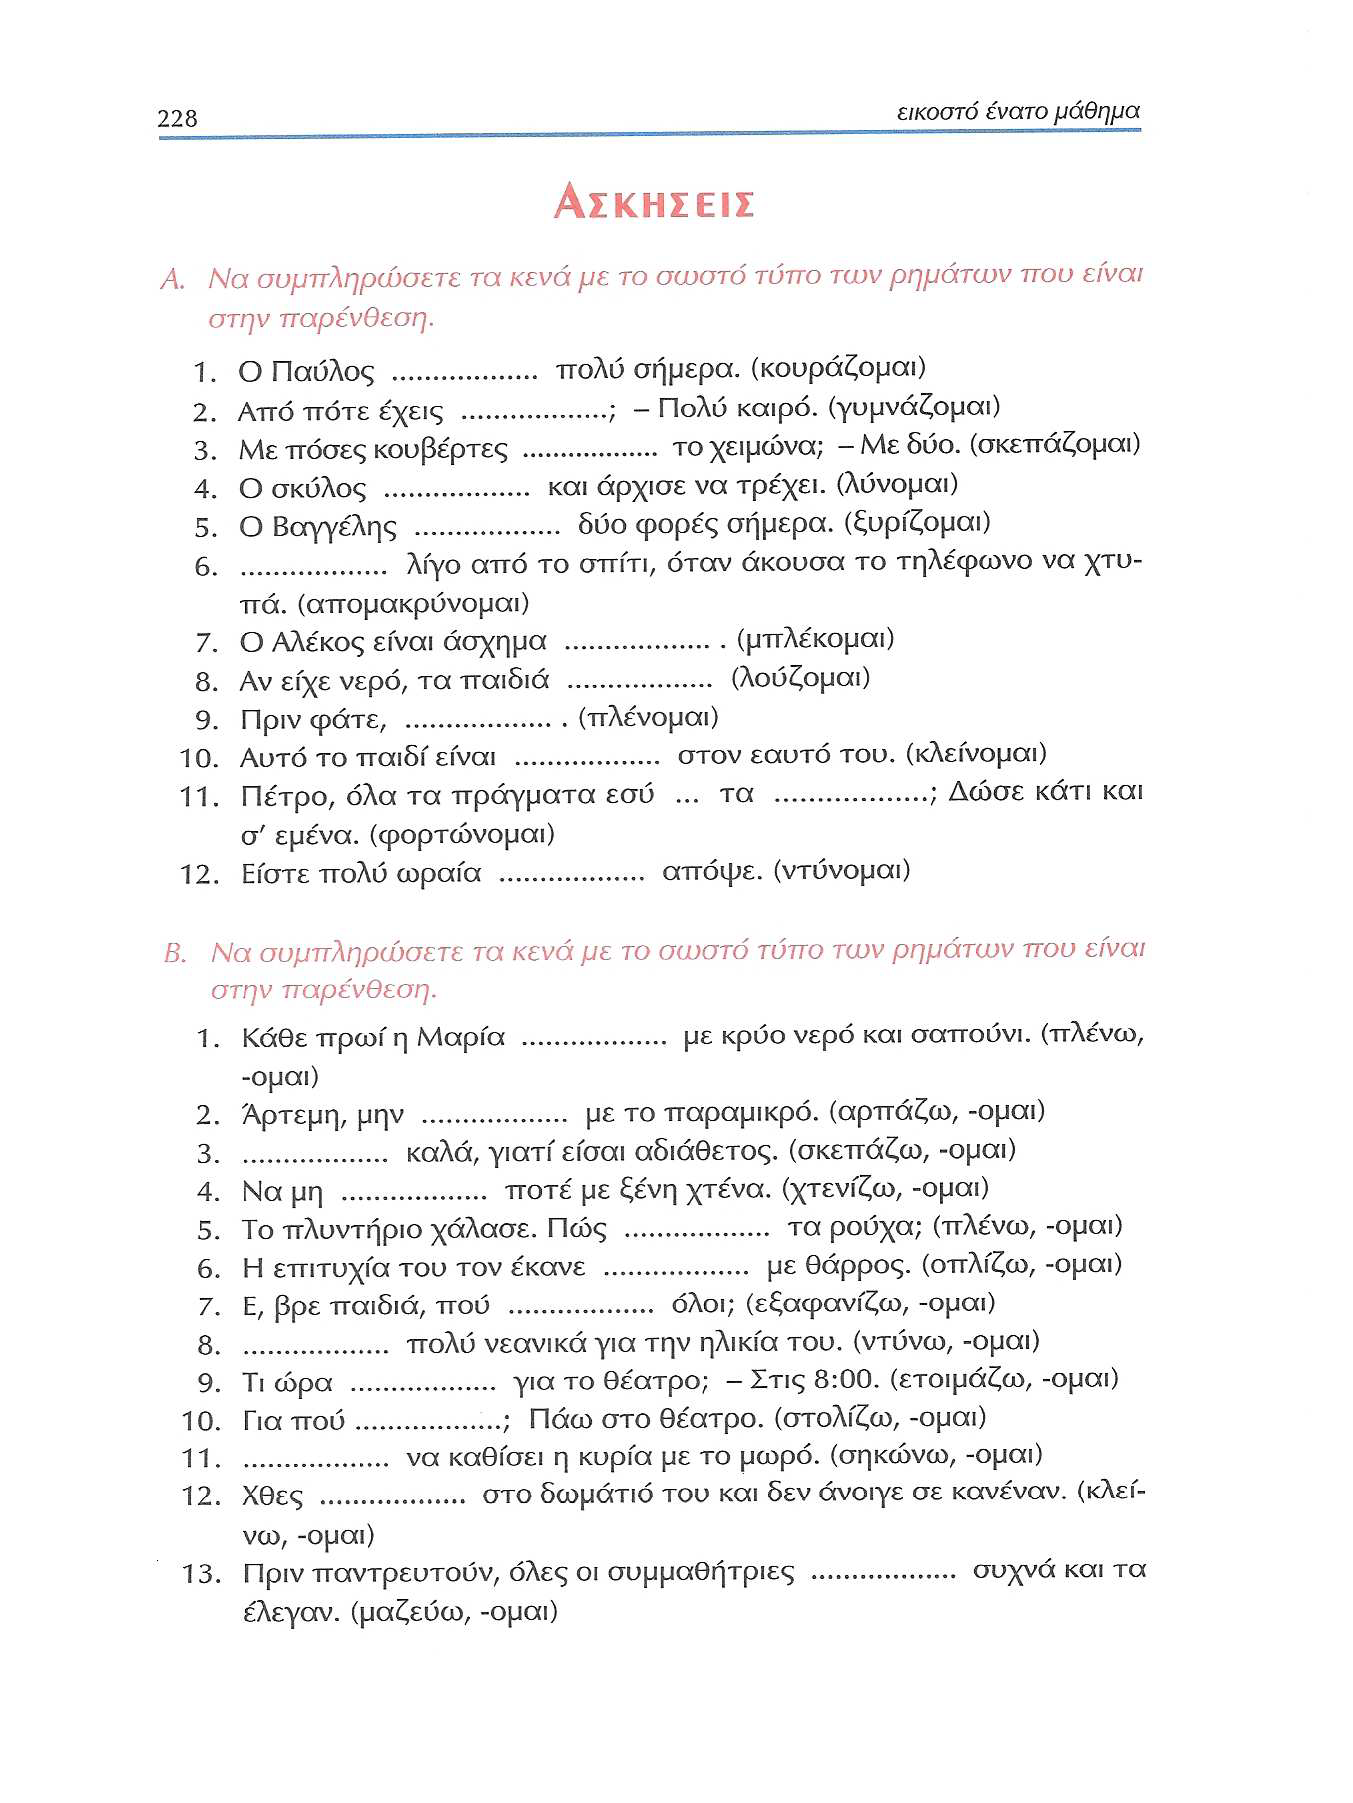 228
εικοστό ένατο μάθημα
ΑΣΚΗΣΕΙΣ
Α. Να συμπληρώσετε τα κενά με το σωστό τύπο των ρημάτων που είναι
στην παρένθεση.
1. Ο Παύλος .................. πολύ σήμερα. (κουράζομαι)
2. Από πότε έχεις ..................; – Πολύ καιρό. (γυμνάζομαι)
3. Με πόσες κουβέρτες .................. το χειμώνα; – Με δύο. (σκεπάζομαι)
4. Ο σκύλος .................. και άρχισε να τρέχει. (λύνομαι)
5. Ο Βαγγέλης .................. δύο φορές σήμερα. (ξυρίζομαι)
6. .................. λίγο από το σπίτι, όταν άκουσα το τηλέφωνο να χτυ-
πά. (απομακρύνομαι)
7. Ο Αλέκος είναι άσχημα .................. . (μπλέκομαι)
8. Αν είχε νερό, τα παιδιά .................. (λούζομαι)
9. Πριν φάτε, .................. . (πλένομαι)
10. Αυτό το παιδί είναι .................. στον εαυτό του. (κλείνομαι)
11. Πέτρο, όλα τα πράγματα εσύ ... τα ...................; Δώσε κάτι και
σ' εμένα. (φορτώνομαι)
12. Είστε πολύ ωραία .................. απόψε. (ντύνομαι)
Β. Να συμπληρώσετε τα κενά με το σωστό τύπο των ρημάτων που είναι
στην παρένθεση.
1. Κάθε πρωί η Μαρία .................. με κρύο νερό και σαπούνι. (πλένω,
-ομαι)
2. Άρτεμη, μην .................. με το παραμικρό. (αρπάζω, -ομαι)
3. .................. καλά, γιατί είσαι αδιάθετος. (σκεπάζω, -ομαι)
4. Να μη .................. ποτέ με ξένη χτένα. (χτενίζω, -ομαι)
5. Το πλυντήριο χάλασε. Πώς .................. τα ρούχα; (πλένω, -ομαι)
6. Η επιτυχία του τον έκανε .................. με θάρρος. (οπλίζω, -ομαι)
7. Ε, βρε παιδιά, πού .................. όλοι; (εξαφανίζω, -ομαι)
8. .................. πολύ νεανικά για την ηλικία του. (ντύνω, -ομαι)
9. Τι ώρα .................. για το θέατρο; – Στις 8:00. (ετοιμάζω, -ομαι)
10. Για πού ..................; Πάω στο θέατρο. (στολίζω, -ομαι)
11. .................. να καθίσει η κυρία με το μωρό. (σηκώνω, -ομαι)
12. Χθες .................. στο δωμάτιό του και δεν άνοιγε σε κανέναν. (κλεί-
νω, -ομαι)
13. Πριν παντρευτούν, όλες οι συμμαθήτριες .................. συχνά και τα
έλεγαν. (μαζεύω, -ομαι)